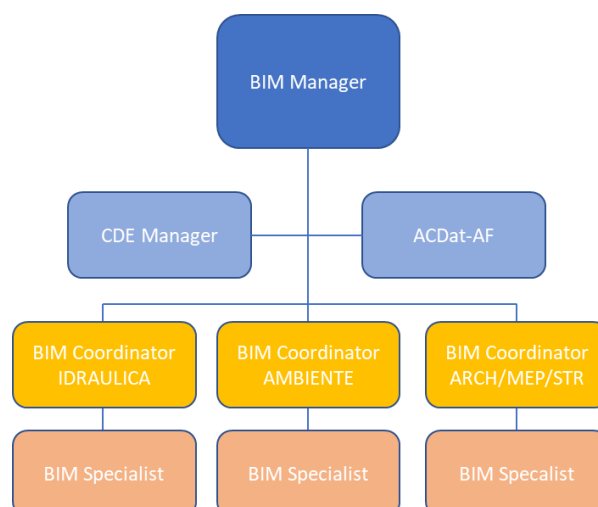 BIM Manager
CDE Manager
ACDat-AF
BIM Coordinator
IDRAULICA
BIM Coordinator
AMBIENTE
BIM Coordinator
ARCH/MEP/STR
BIM Specialist
BIM Specialist
BIM Specalist